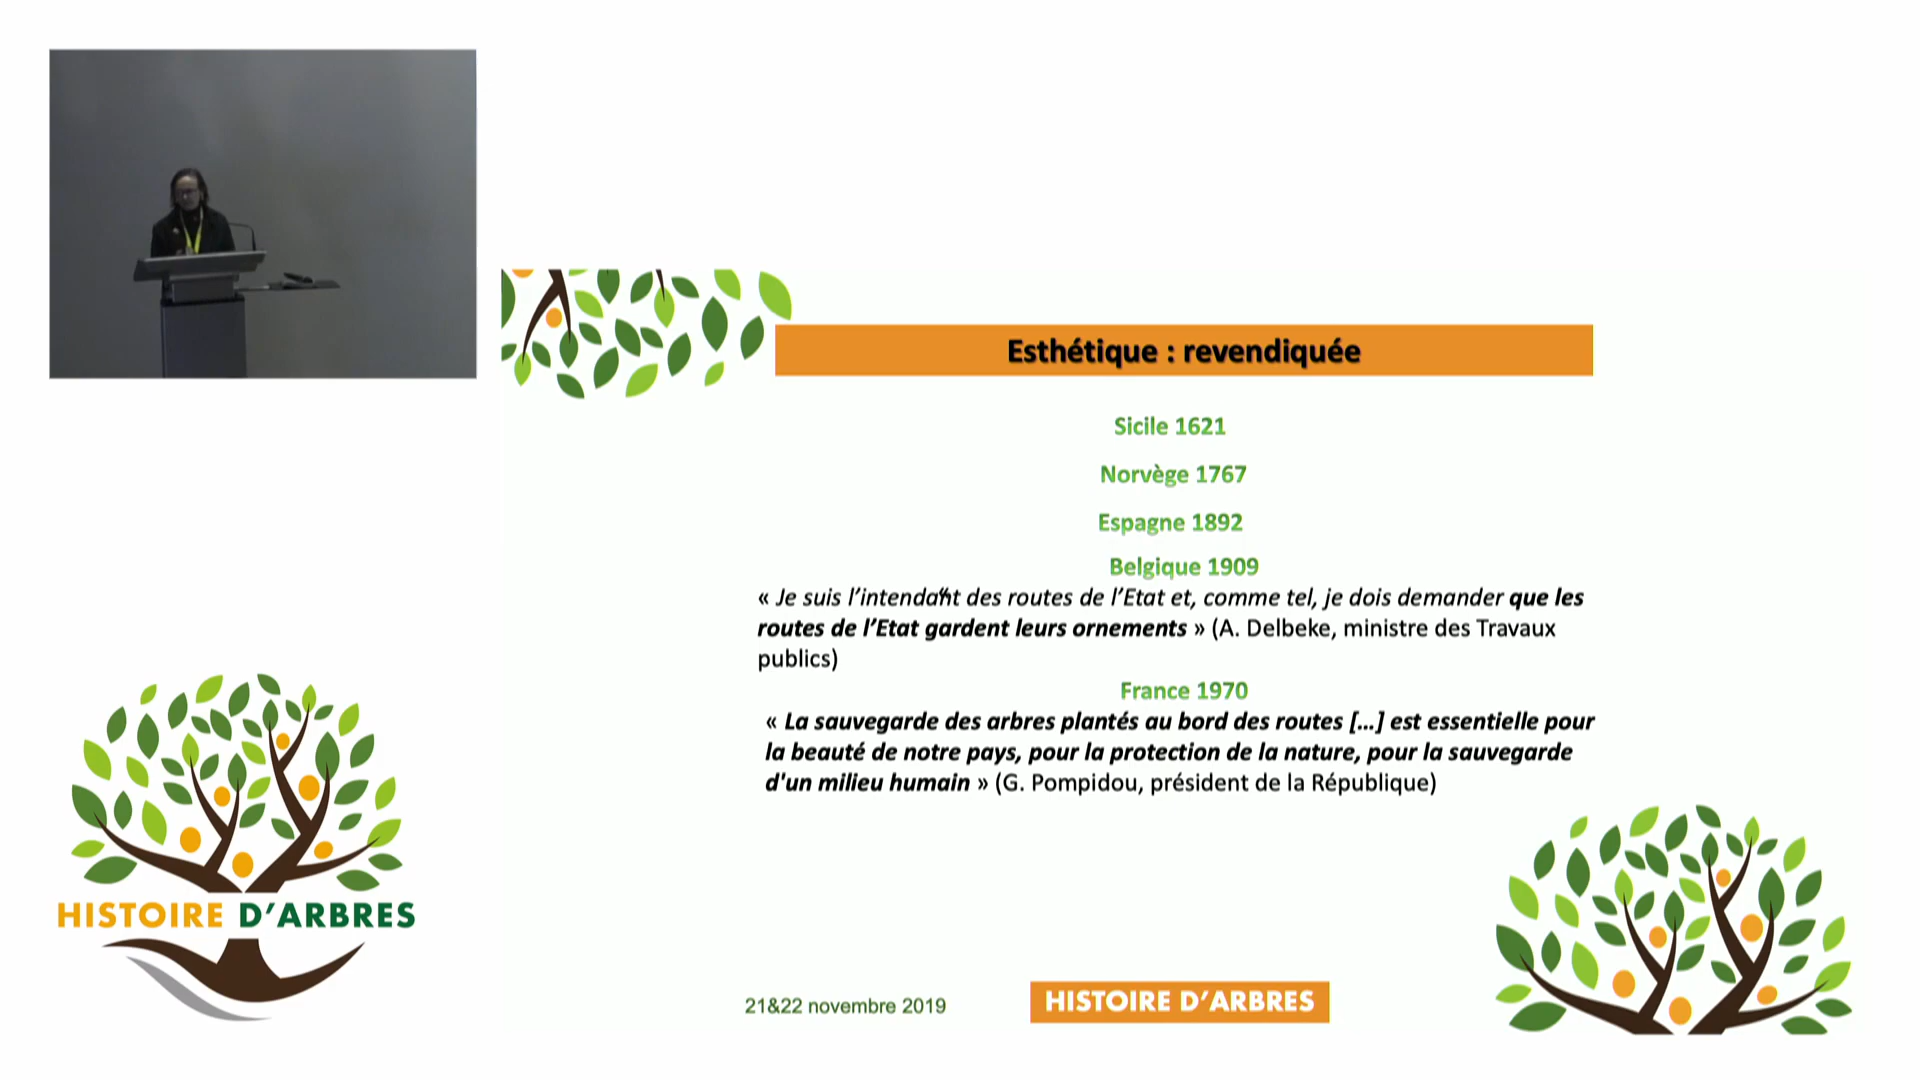 Esthétique : revendiquée
Sicile 1621
Norvège 1767
Espagne 1892
Belgique 1909
« Je suis l’intendant des routes de l’Etat et, comme tel, je dois demander que les
routes de l’Etat gardent leurs ornements » (A. Delbeke, ministre des Travaux
publics)
France 1970
« La sauvegarde des arbres plantés au bord des routes [...] est essentielle pour
la beauté de notre pays, pour la protection de la nature, pour la sauvegarde
d'un milieu humain » (G. Pompidou, président de la République)
HISTOIRE D’ARBRES
21&22 novembre 2019
HISTOIRE D’ARBRES